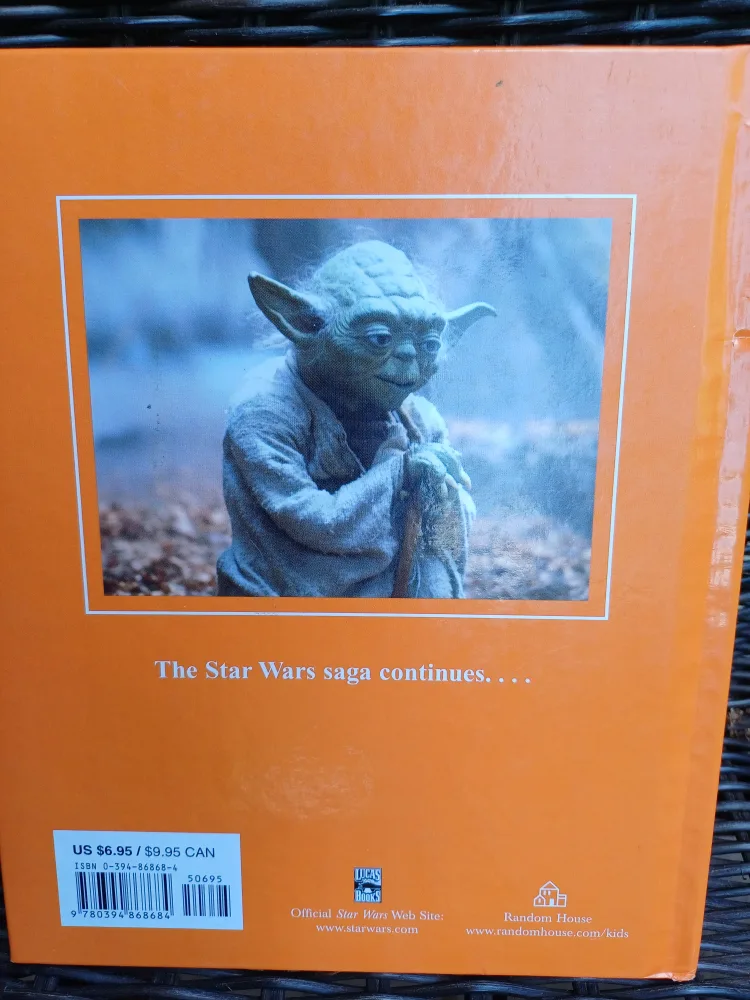 The Star Wars saga continues. . . .
US $6.95 / $9.95 CAN
ISBN 0-394-86868-4
50695
9 780394 868684
LUCAS
BOOKS
Official Star Wars Web Site:
www.starwars.com
Random House
www.randomhouse.com/kids